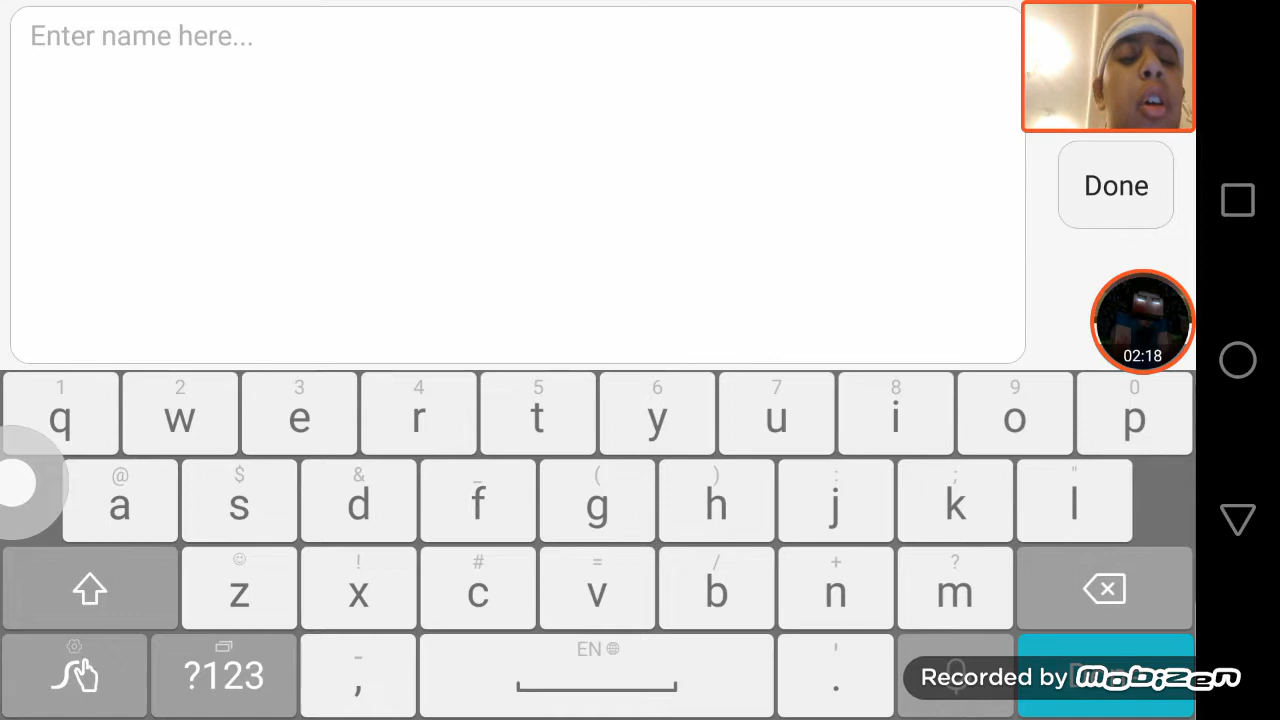 Enter name here...
Done
02:18
1 2 3 4 5 6 7 8 9 0
q w e r t y u i o p
@ $ & _ ( ) : ; "
a s d f g h j k l
! # = / + ?
z x c v b n m
EN
- '
?123 , .
Recorded by mobizen